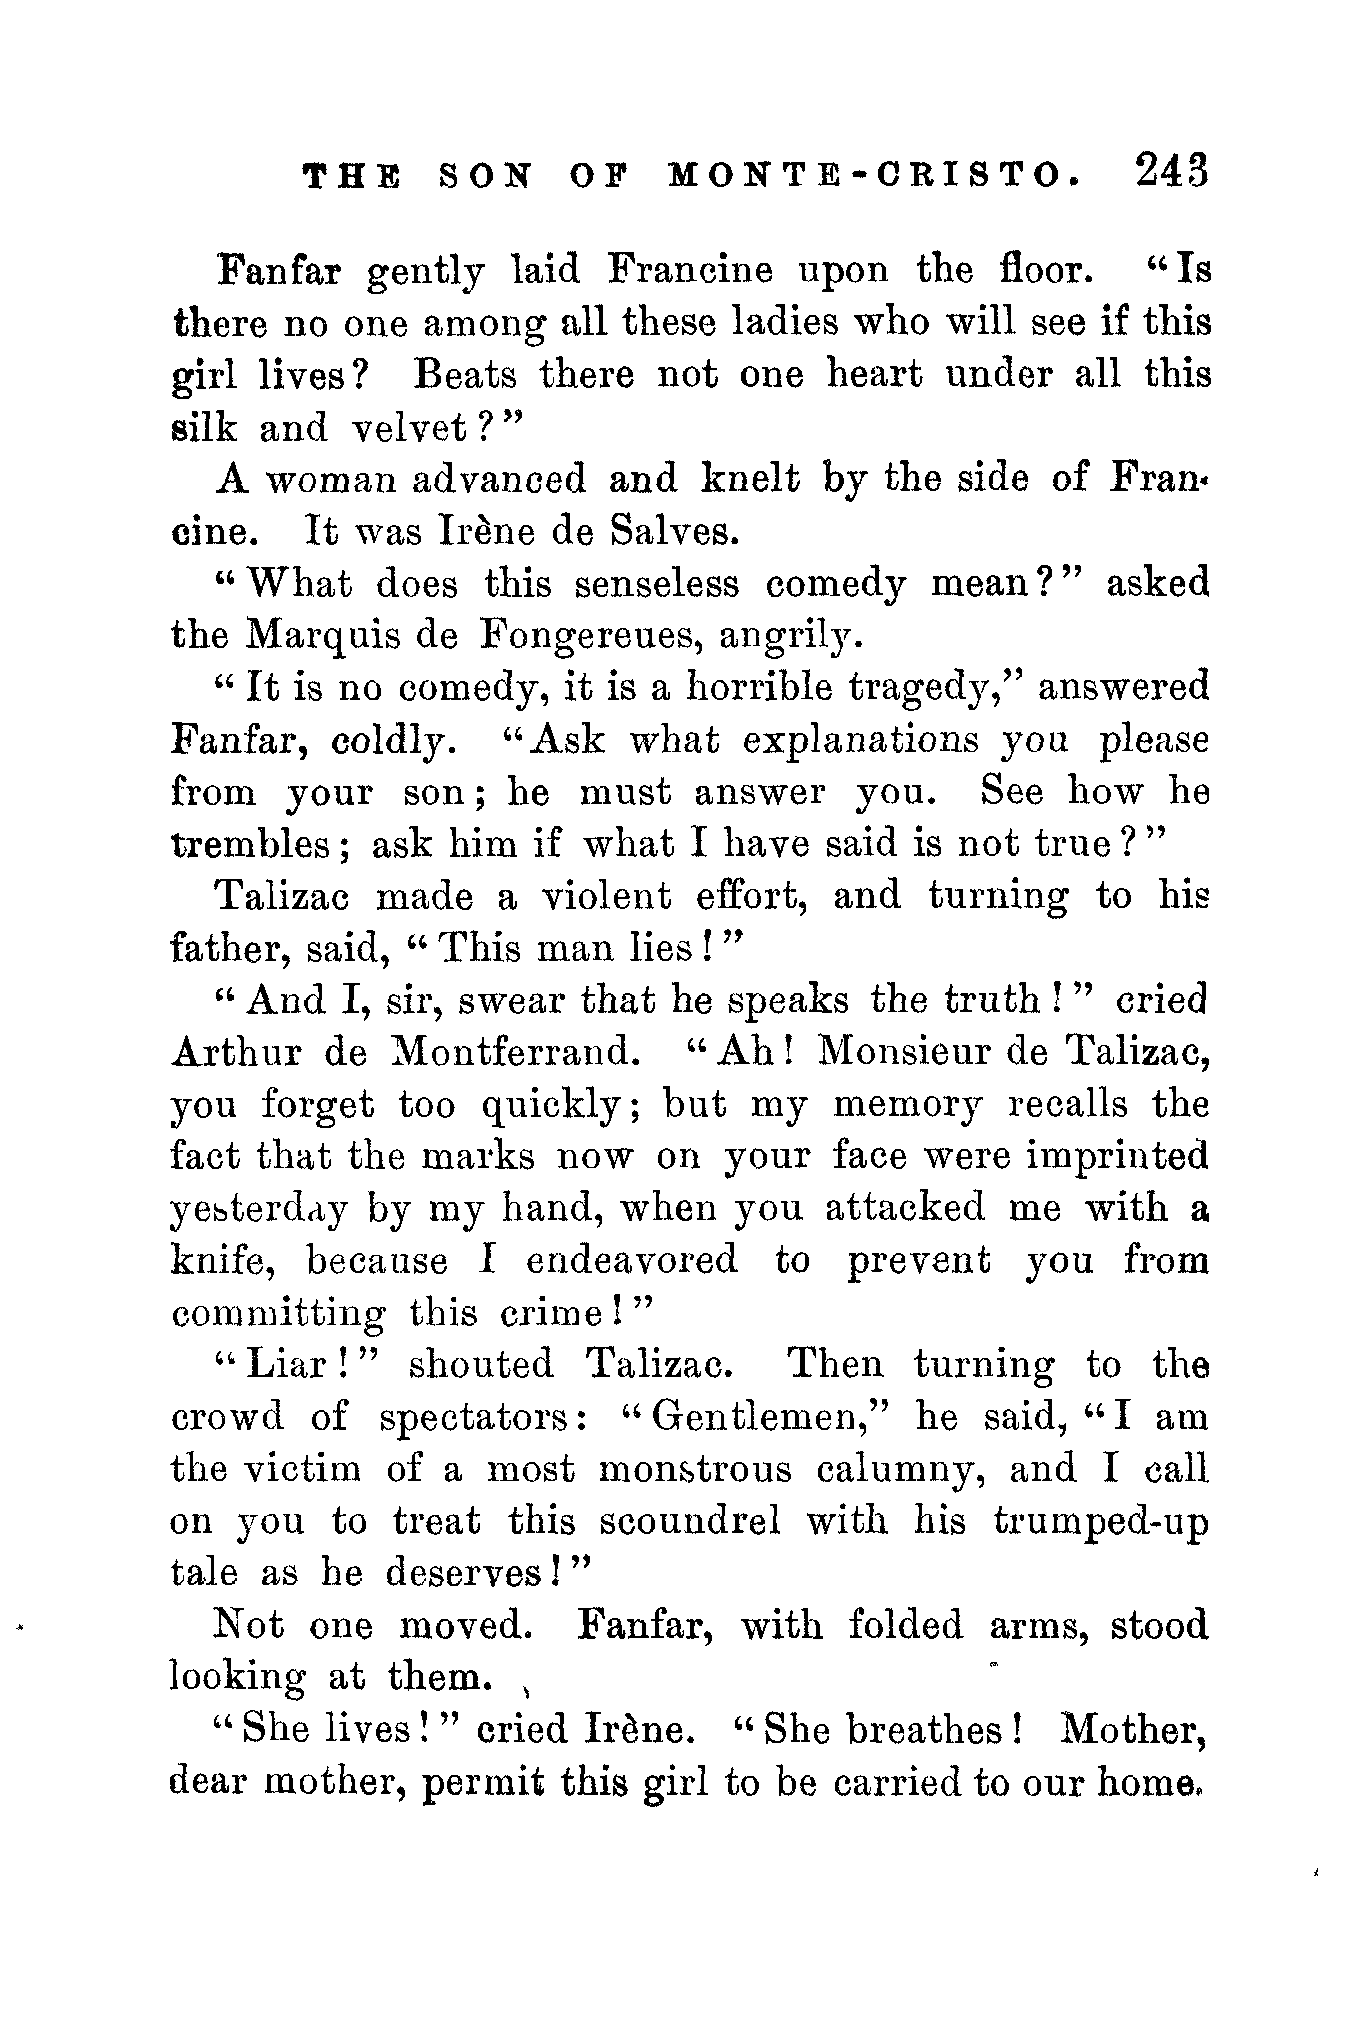 THE SON OF MONTE-CRISTO. 243
Fanfar gently laid Francine upon the floor. “Is
there no one among all these ladies who will see if this
girl lives? Beats there not one heart under all this
silk and velvet?”
A woman advanced and knelt by the side of Fran-
cine. It was Irène de Salves.
“What does this senseless comedy mean?” asked
the Marquis de Fongereues, angrily.
“It is no comedy, it is a horrible tragedy,” answered
Fanfar, coldly. “Ask what explanations you please
from your son; he must answer you. See how he
trembles; ask him if what I have said is not true?”
Talizac made a violent effort, and turning to his
father, said, “This man lies!”
“And I, sir, swear that he speaks the truth!” cried
Arthur de Montferrand. “Ah! Monsieur de Talizac,
you forget too quickly; but my memory recalls the
fact that the marks now on your face were imprinted
yesterday by my hand, when you attacked me with a
knife, because I endeavored to prevent you from
committing this crime!”
“Liar!” shouted Talizac. Then turning to the
crowd of spectators: “Gentlemen,” he said, “I am
the victim of a most monstrous calumny, and I call
on you to treat this scoundrel with his trumped-up
tale as he deserves!”
Not one moved. Fanfar, with folded arms, stood
looking at them.
“She lives!” cried Irène. “She breathes! Mother,
dear mother, permit this girl to be carried to our home.